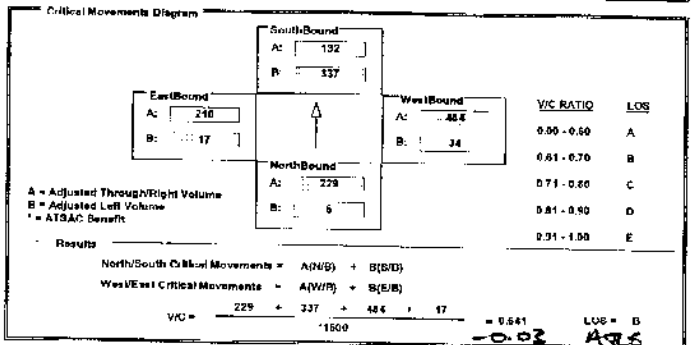 Critical Movements Diagram
SouthBound
A: 132
B: 337
EastBound
A: 210
B: 17
WestBound
A: 484
B: 34
NorthBound
A: 229
B: 6
V/C RATIO LOS
0.00 - 0.60 A
0.61 - 0.70 B
0.71 - 0.80 C
0.81 - 0.90 D
0.91 - 1.00 E
A = Adjusted Through/Right Volume
B = Adjusted Left Volume
* = ATSAC Benefit
Results
North/South Critical Movements = A(N/B) + B(S/B)
West/East Critical Movements = A(W/B) + B(E/B)
V/C = 229 + 337 + 484 + 17
*1600
= 0.641 LOS = B
-0.03